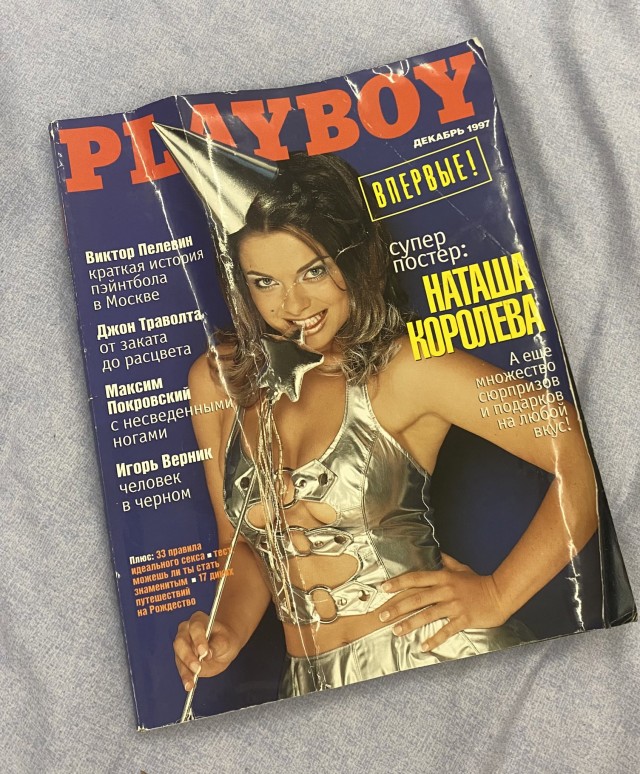 PLAYBOY
ДЕКАБРЬ 1997
ВПЕРВЫЕ!
супер
постер:
НАТАША
КОРОЛЕВА
А еще
множество
сюрпризов
и подарков
на любой
вкус!
Виктор Пелевин
краткая история
пэйнтбола
в Москве
Джон Траволта
от заката
до расцвета
Максим
Покровский
с несведенными
ногами
Игорь Верник
человек
в черном
Плюс: 33 правила
идеального секса ▪ тест:
можешь ли ты стать
знаменитым ▪ 17 диких
путешествий
на Рождество